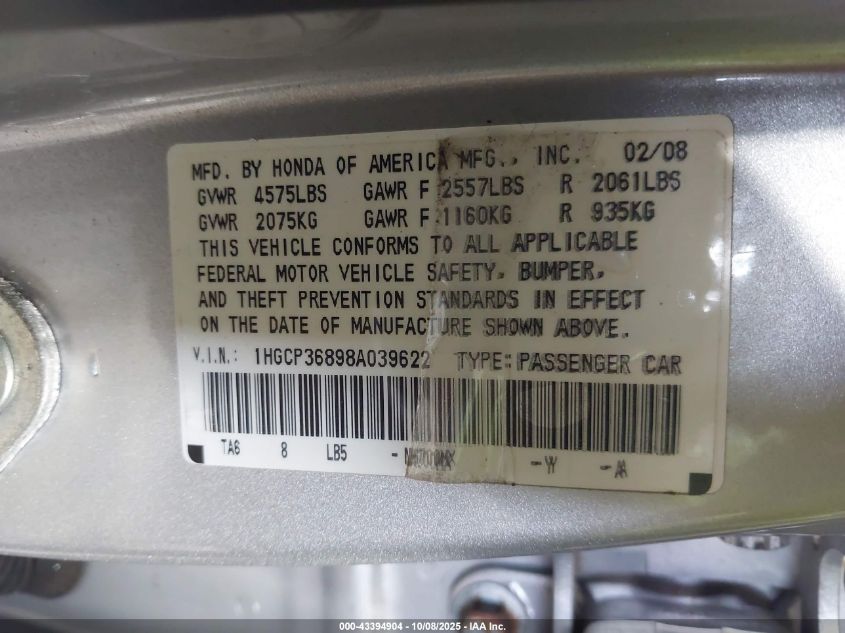 MFD. BY HONDA OF AMERICA MFG., INC. 02/08
GVWR 4575LBS GAWR F 2557LBS R 2061LBS
GVWR 2075KG GAWR F 1160KG R 935KG
THIS VEHICLE CONFORMS TO ALL APPLICABLE
FEDERAL MOTOR VEHICLE SAFETY, BUMPER,
AND THEFT PREVENTION STANDARDS IN EFFECT
ON THE DATE OF MANUFACTURE SHOWN ABOVE.
V.I.N.: 1HGCP36898A039622 TYPE: PASSENGER CAR
TA6 8 LB5 - -Y -AA
000-43394904 - 10/08/2025 - IAA Inc.